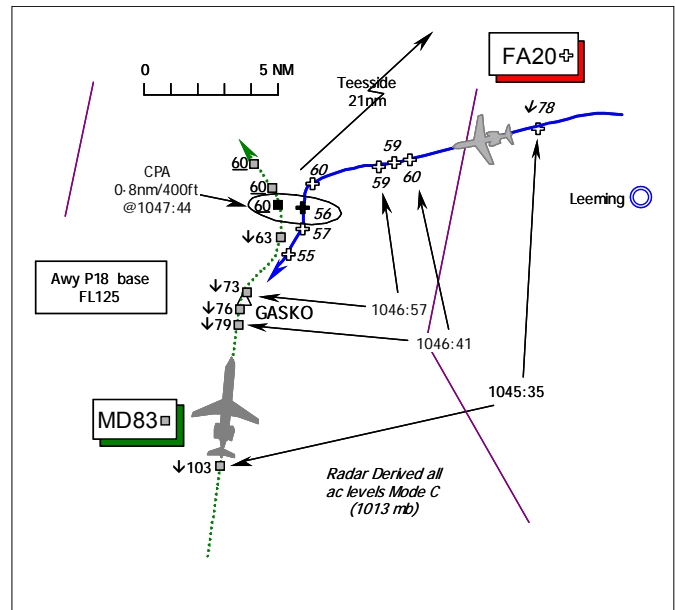 FA20
0 5 NM
Teesside
21nm
↓78
59
60
60
59 60
CPA
0·8nm/400ft
@1047:44
60
60
56
Leeming
57
↓63
55
Awy P18 base
FL125
↓73
↓76
GASKO
1046:57
↓79
1046:41
1045:35
MD83
↓103
Radar Derived all
ac levels Mode C
(1013 mb)